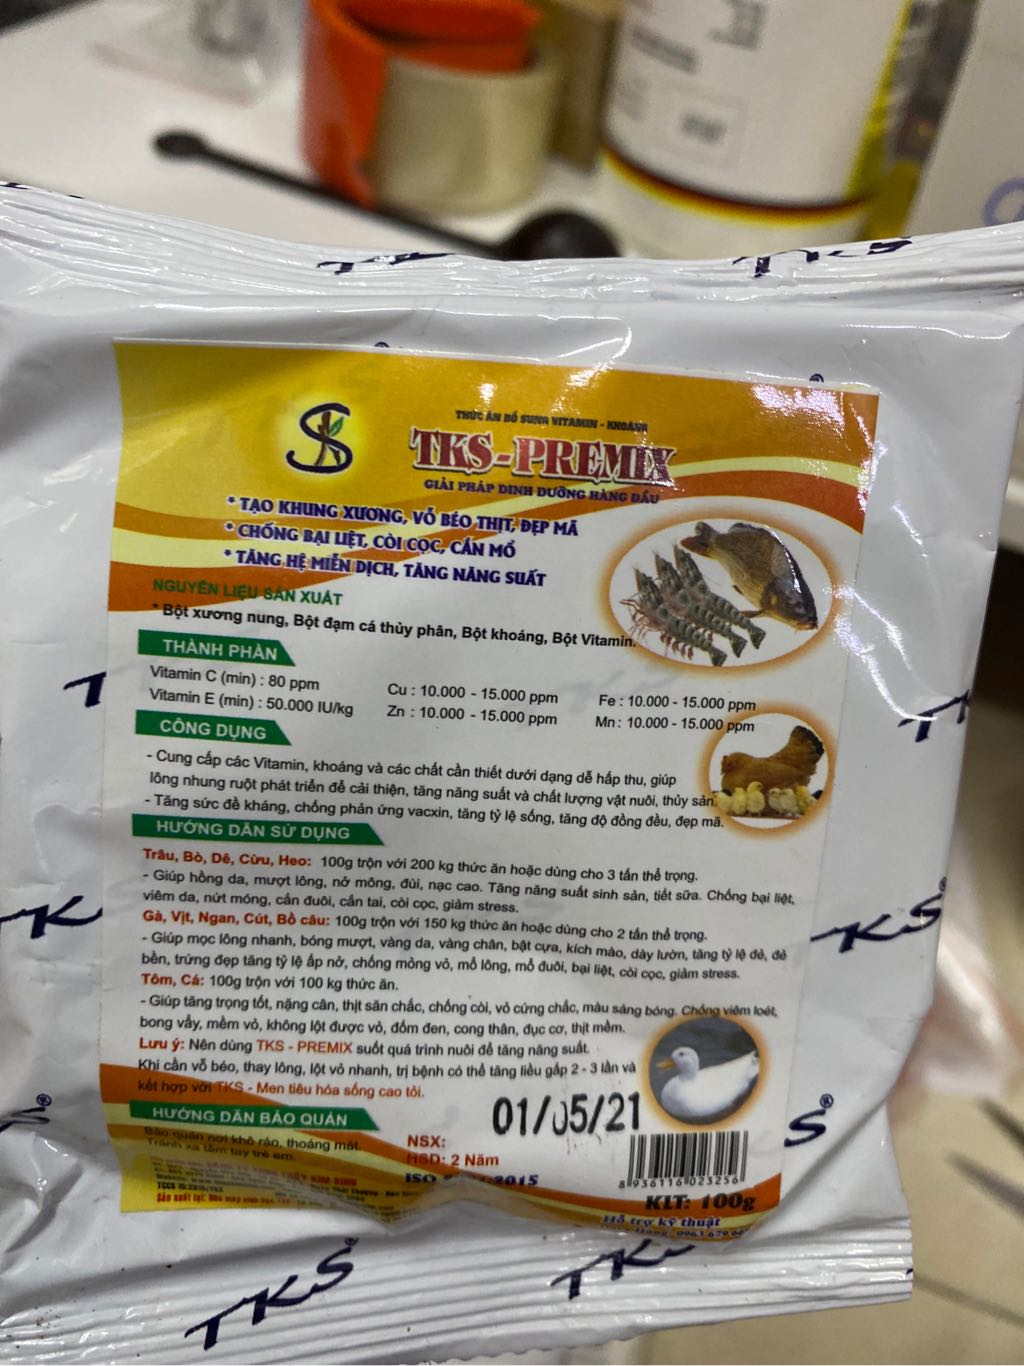 TKS®
THỨC ĂN BỔ SUNG VITAMIN - KHOÁNG
TKS-PREMIX
GIẢI PHÁP DINH DƯỠNG HÀNG ĐẦU
* TẠO KHUNG XƯƠNG, VỖ BÉO THỊT, ĐẸP MÃ
* CHỐNG BẠI LIỆT, CÒI CỌC, CẮN MỔ
* TĂNG HỆ MIỄN DỊCH, TĂNG NĂNG SUẤT
NGUYÊN LIỆU SẢN XUẤT
* Bột xương nung, Bột đạm cá thủy phân, Bột khoáng, Bột Vitamin.
THÀNH PHẦN
Vitamin C (min) : 80 ppm Cu : 10.000 - 15.000 ppm Fe : 10.000 - 15.000 ppm
Vitamin E (min) : 50.000 IU/kg Zn : 10.000 - 15.000 ppm Mn : 10.000 - 15.000 ppm
CÔNG DỤNG
- Cung cấp các Vitamin, khoáng và các chất cần thiết dưới dạng dễ hấp thu, giúp
lông nhung ruột phát triển để cải thiện, tăng năng suất và chất lượng vật nuôi, thủy sản.
- Tăng sức đề kháng, chống phản ứng vacxin, tăng tỷ lệ sống, tăng độ đồng đều, đẹp mã.
HƯỚNG DẪN SỬ DỤNG
Trâu, Bò, Dê, Cừu, Heo: 100g trộn với 200 kg thức ăn hoặc dùng cho 3 tấn thể trọng.
- Giúp hồng da, mượt lông, nở mông, đùi, nạc cao. Tăng năng suất sinh sản, tiết sữa. Chống bại liệt,
viêm da, nứt móng, cắn đuôi, cắn tai, còi cọc, giảm stress.
Gà, Vịt, Ngan, Cút, Bồ câu: 100g trộn với 150 kg thức ăn hoặc dùng cho 2 tấn thể trọng.
- Giúp mọc lông nhanh, bóng mượt, vàng da, vàng chân, bật cựa, kích mào, dày lườn, tăng tỷ lệ đẻ, đẻ
bền, trứng đẹp tăng tỷ lệ ấp nở, chống mỏng vỏ, mổ lông, mổ đuôi, bại liệt, còi cọc, giảm stress.
Tôm, Cá: 100g trộn với 100 kg thức ăn.
- Giúp tăng trọng tốt, nặng cân, thịt săn chắc, chống còi, vỏ cứng chắc, màu sáng bóng. Chống viêm loét,
bong vẩy, mềm vỏ, không lột được vỏ, đốm đen, cong thân, đục cơ, thịt mềm.
Lưu ý: Nên dùng TKS - PREMIX suốt quá trình nuôi để tăng năng suất.
Khi cần vỗ béo, thay lông, lột vỏ nhanh, trị bệnh có thể tăng liều gấp 2 - 3 lần và
kết hợp với TKS - Men tiêu hóa sống cao tỏi.
HƯỚNG DẪN BẢO QUẢN
Bảo quản nơi khô ráo, thoáng mát.
Tránh xa tầm tay trẻ em.
NSX: 01/05/21
HSD: 2 Năm
ISO :2015
8 936116 023256
KLT: 100g
Hỗ trợ kỹ thuật
TKS®
TKS